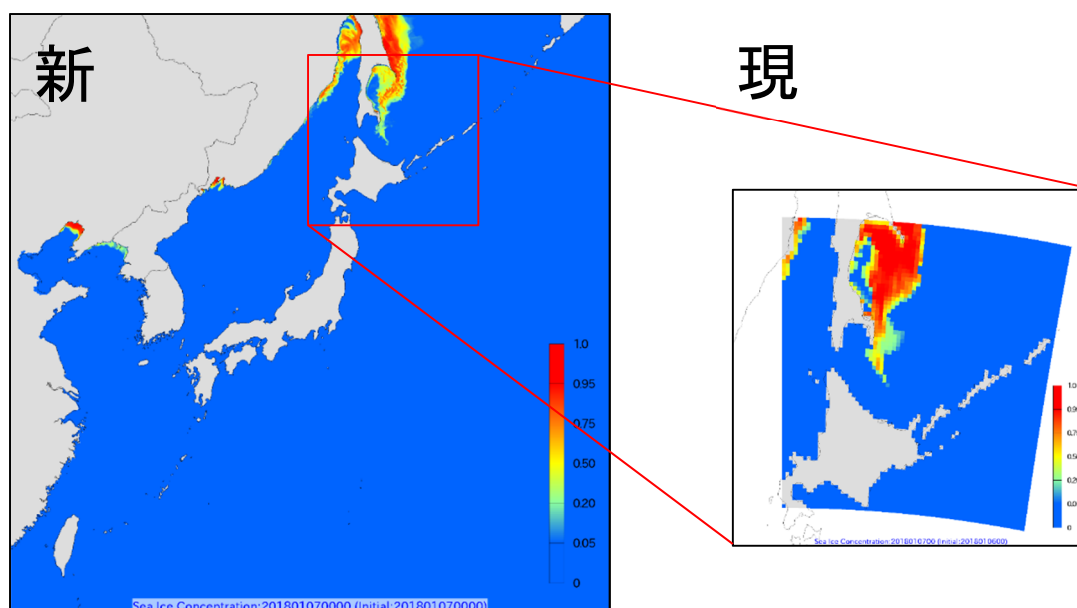 新
現
1.0
0.95
0.75
0.50
0.20
0.05
0
Sea Ice Concentration:201801070000 (Initial:201801070000)
0
Sea Ice Concentration:2018010700 (Initial:2018010600)